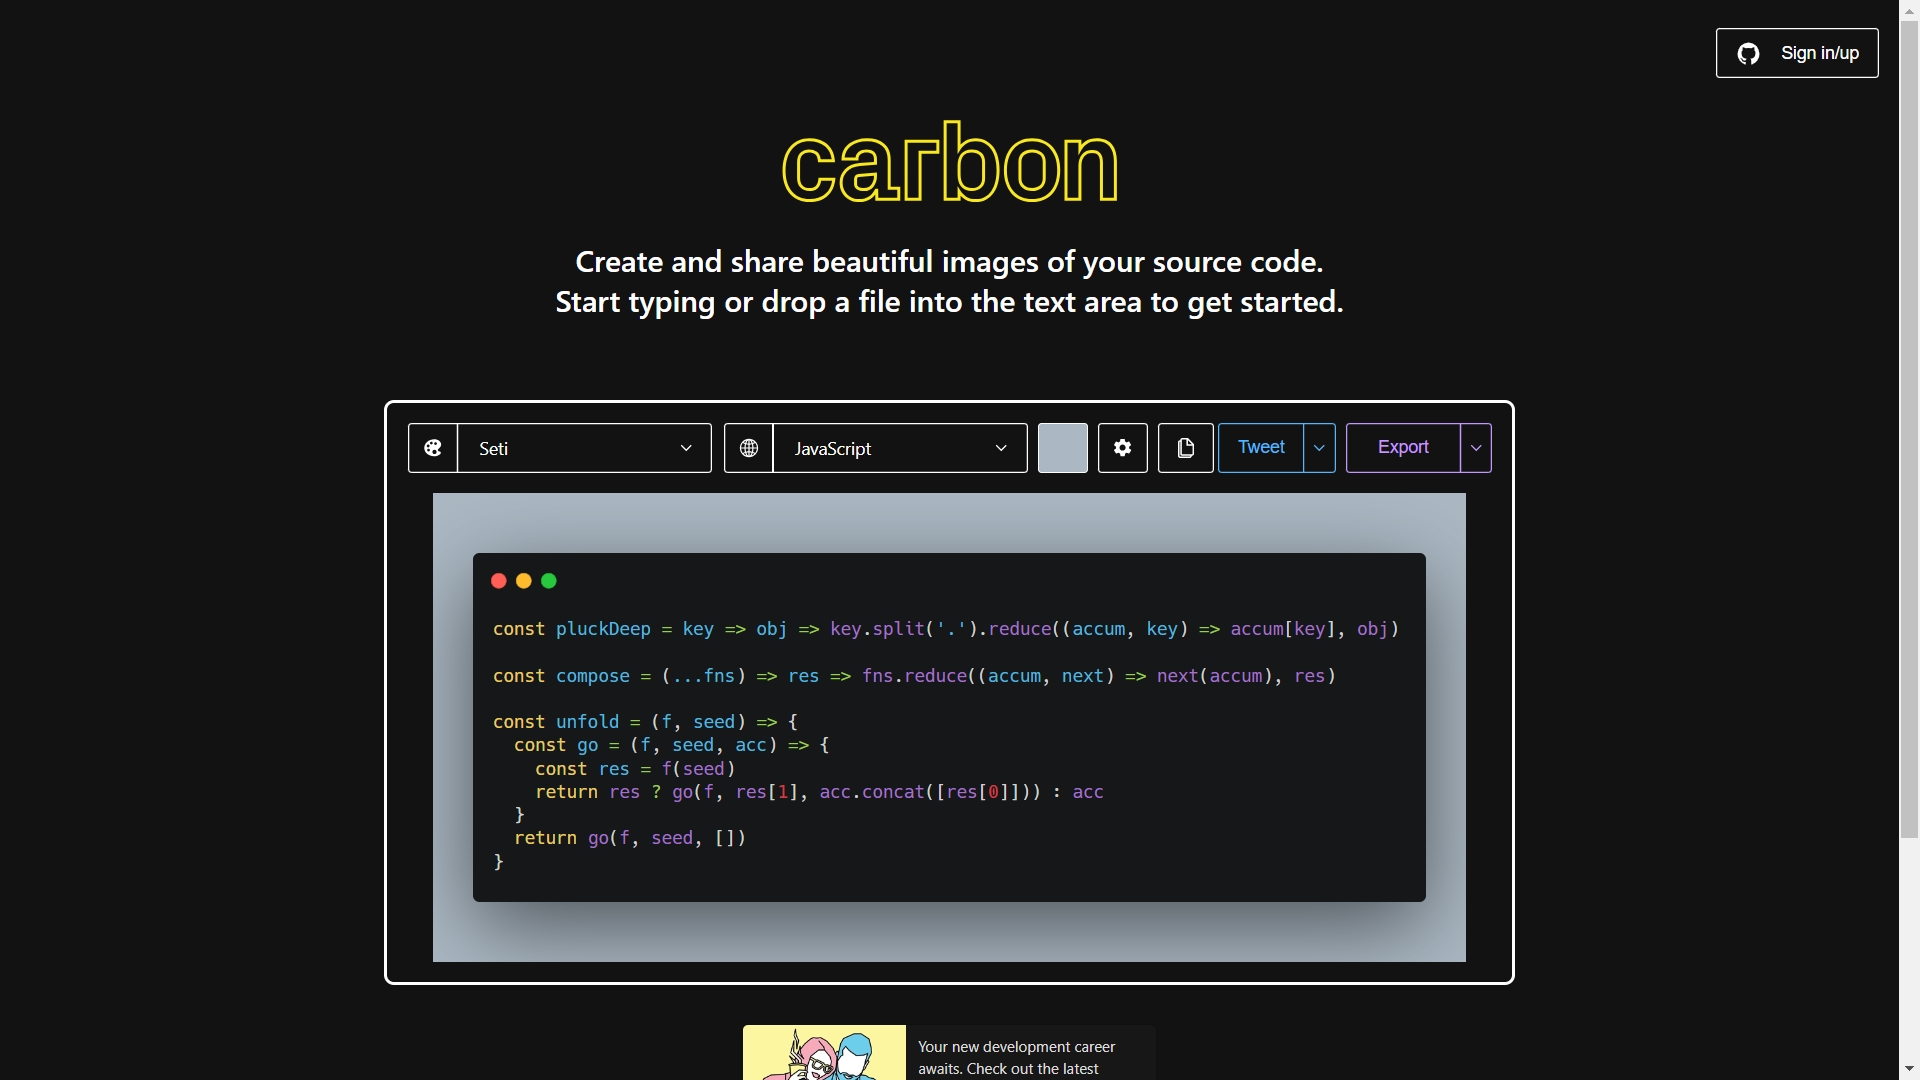 Sign in/up
carbon
Create and share beautiful images of your source code.
Start typing or drop a file into the text area to get started.
Seti
JavaScript
Tweet
Export
const pluckDeep = key => obj => key.split('.').reduce((accum, key) => accum[key], obj)
const compose = (...fns) => res => fns.reduce((accum, next) => next(accum), res)
const unfold = (f, seed) => {
  const go = (f, seed, acc) => {
    const res = f(seed)
    return res ? go(f, res[1], acc.concat([res[0]])) : acc
  }
  return go(f, seed, [])
}
Your new development career
awaits. Check out the latest